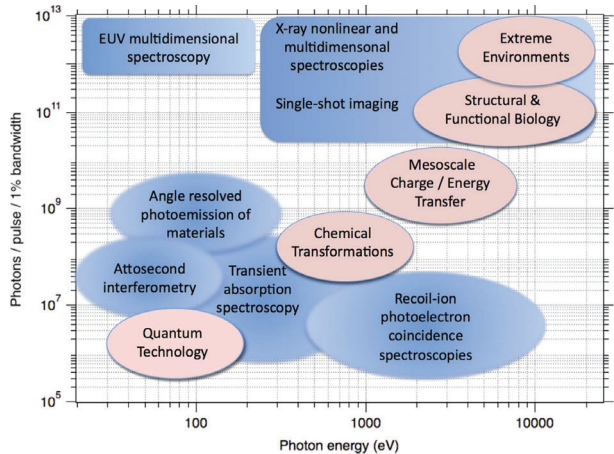 10^13
10^11
10^9
10^7
10^5
Photons / pulse / 1% bandwidth
EUV multidimensional
spectroscopy
X-ray nonlinear and
multidimensonal
spectroscopies
Single-shot imaging
Extreme
Environments
Structural &
Functional Biology
Mesoscale
Charge / Energy
Transfer
Angle resolved
photoemission of
materials
Chemical
Transformations
Attosecond
interferometry
Transient
absorption
spectroscopy
Recoil-ion
photoelectron
coincidence
spectroscopies
Quantum
Technology
100
1000
10000
Photon energy (eV)